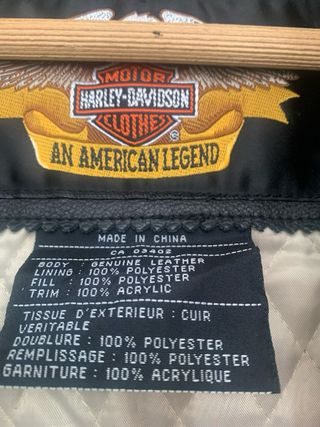 MOTOR
HARLEY-DAVIDSON
CLOTHES
®
AN AMERICAN LEGEND
MADE IN CHINA
CA 03402
BODY : GENUINE LEATHER
LINING : 100% POLYESTER
FILL : 100% POLYESTER
TRIM : 100% ACRYLIC
TISSUE D'EXTERIEUR : CUIR
VERITABLE
DOUBLURE : 100% POLYESTER
REMPLISSAGE : 100% POLYESTER
GARNITURE : 100% ACRYLIQUE